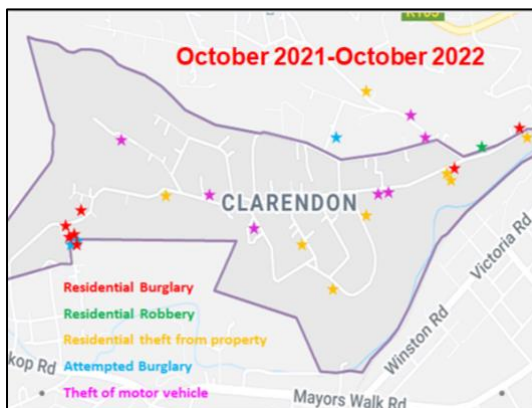 R103
October 2021-October 2022
CLARENDON
Victoria Rd
Residential Burglary
Residential Robbery
Winston Rd
Residential theft from property
Attempted Burglary
kop Rd
Theft of motor vehicle
Mayors Walk Rd